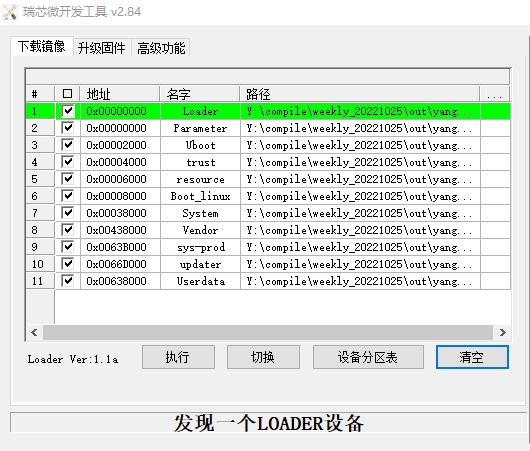 瑞芯微开发工具 v2.84
下载镜像 升级固件 高级功能
# 地址 名字 路径 ...
1 0x00000000 Loader Y:\compile\weekly_20221025\out\yang...
2 0x00000000 Parameter Y:\compile\weekly_20221025\out\yang...
3 0x00002000 Uboot Y:\compile\weekly_20221025\out\yang...
4 0x00004000 trust Y:\compile\weekly_20221025\out\yang...
5 0x00006000 resource Y:\compile\weekly_20221025\out\yang...
6 0x00008000 Boot_linux Y:\compile\weekly_20221025\out\yang...
7 0x00038000 System Y:\compile\weekly_20221025\out\yang...
8 0x00438000 Vendor Y:\compile\weekly_20221025\out\yang...
9 0x0063B000 sys-prod Y:\compile\weekly_20221025\out\yang...
10 0x0066D000 updater Y:\compile\weekly_20221025\out\yang...
11 0x00638000 Userdata Y:\compile\weekly_20221025\out\yang...
Loader Ver:1.1a 执行 切换 设备分区表 清空
发现一个LOADER设备